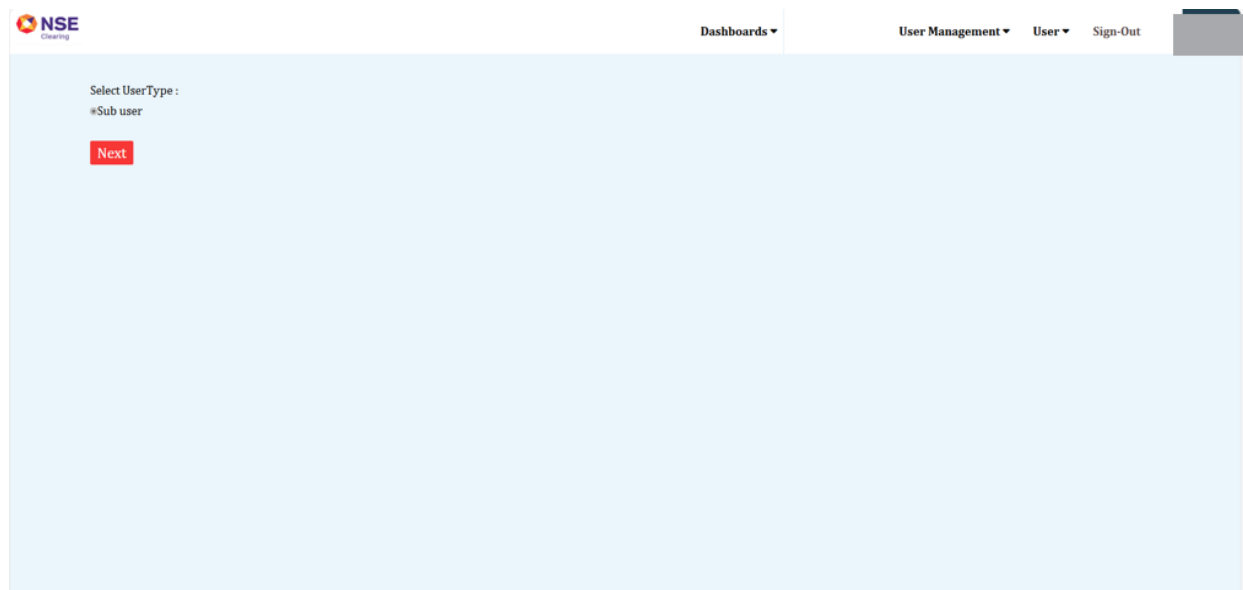 NSE
Clearing
Dashboards
User Management
User
Sign-Out
Select UserType :
Sub user
Next